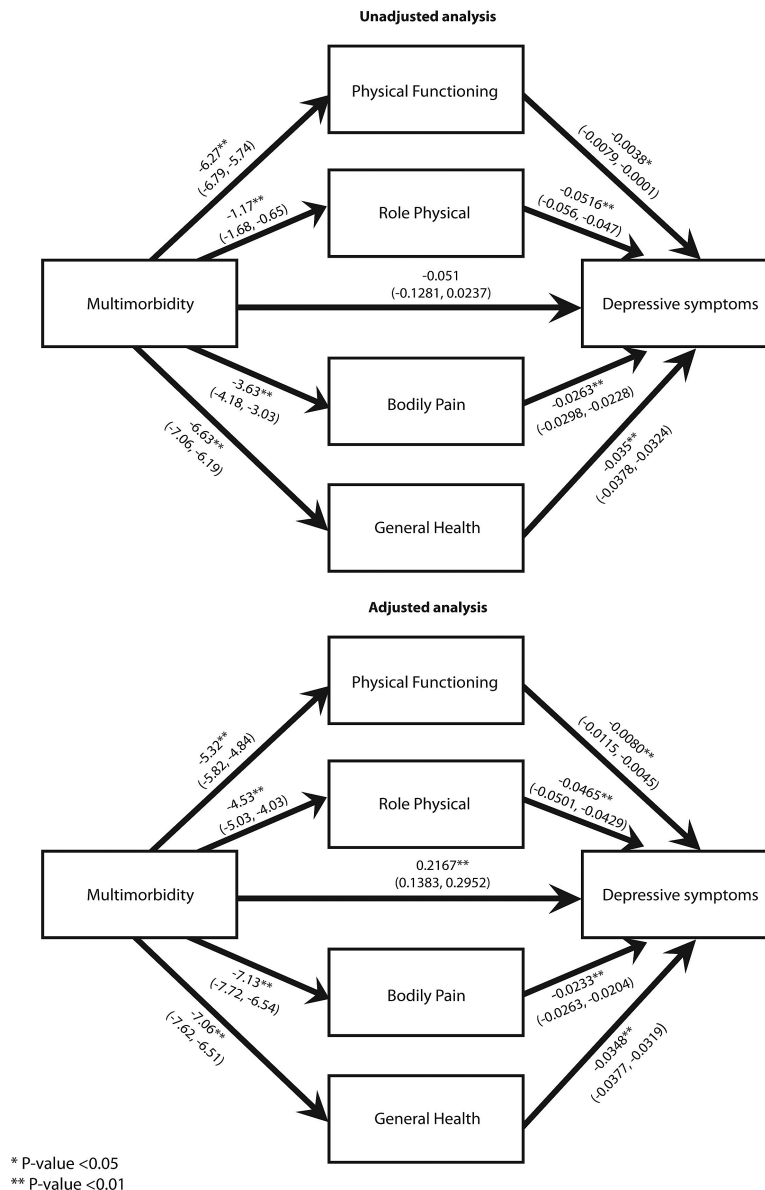 Unadjusted analysis
Physical Functioning
-6.27**
(-6.79, -5.74)
-0.0038*
(-0.0079, -0.0001)
Role Physical
-1.17**
(-1.68, -0.65)
-0.0516**
(-0.056, -0.047)
Multimorbidity
-0.051
(-0.1281, 0.0237)
Depressive symptoms
Bodily Pain
-3.63**
(-4.18, -3.03)
-0.0263**
(-0.0298, -0.0228)
-6.63**
(-7.06, -6.19)
-0.035**
(-0.0378, -0.0324)
General Health
Adjusted analysis
Physical Functioning
-5.32**
(-5.82, -4.84)
-0.0080**
(-0.0115, -0.0045)
Role Physical
-4.53**
(-5.03, -4.03)
-0.0465**
(-0.0501, -0.0429)
Multimorbidity
0.2167**
(0.1383, 0.2952)
Depressive symptoms
Bodily Pain
-7.13**
(-7.72, -6.54)
-0.0233**
(-0.0263, -0.0204)
-7.06**
(-7.62, -6.51)
-0.0348**
(-0.0377, -0.0319)
General Health
* P-value <0.05
** P-value <0.01